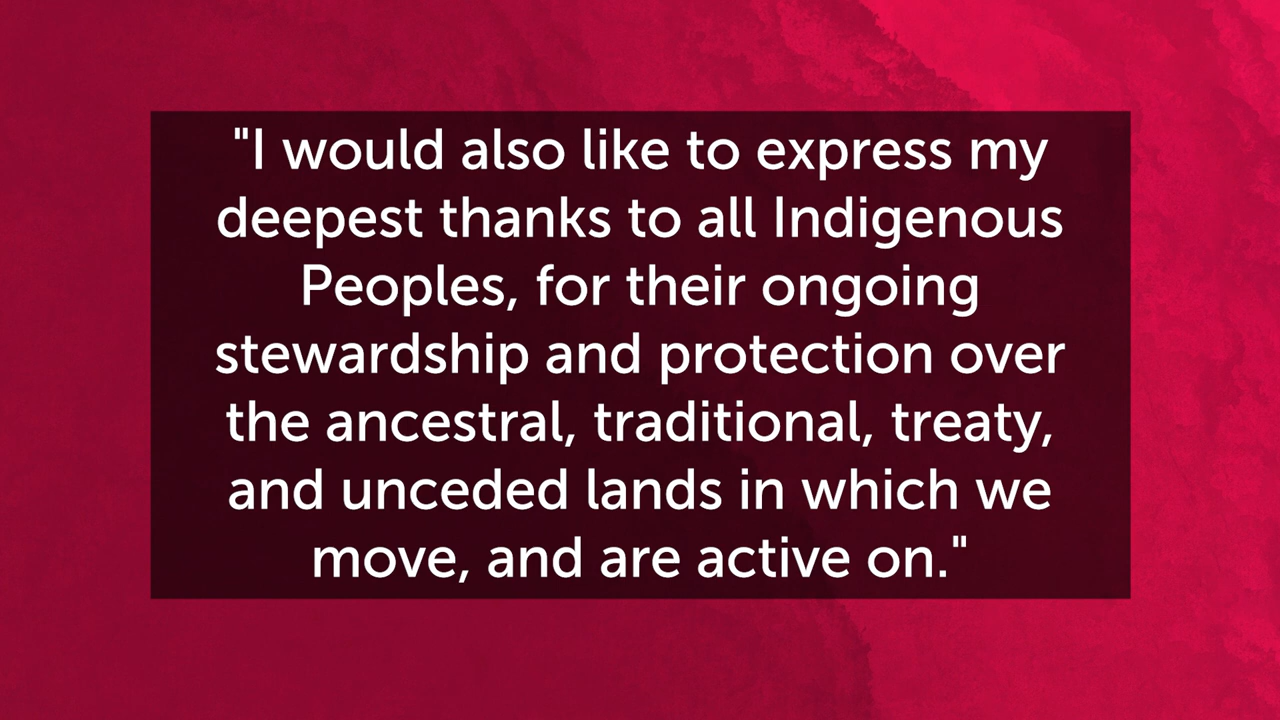 "I would also like to express my
deepest thanks to all Indigenous
Peoples, for their ongoing
stewardship and protection over
the ancestral, traditional, treaty,
and unceded lands in which we
move, and are active on."